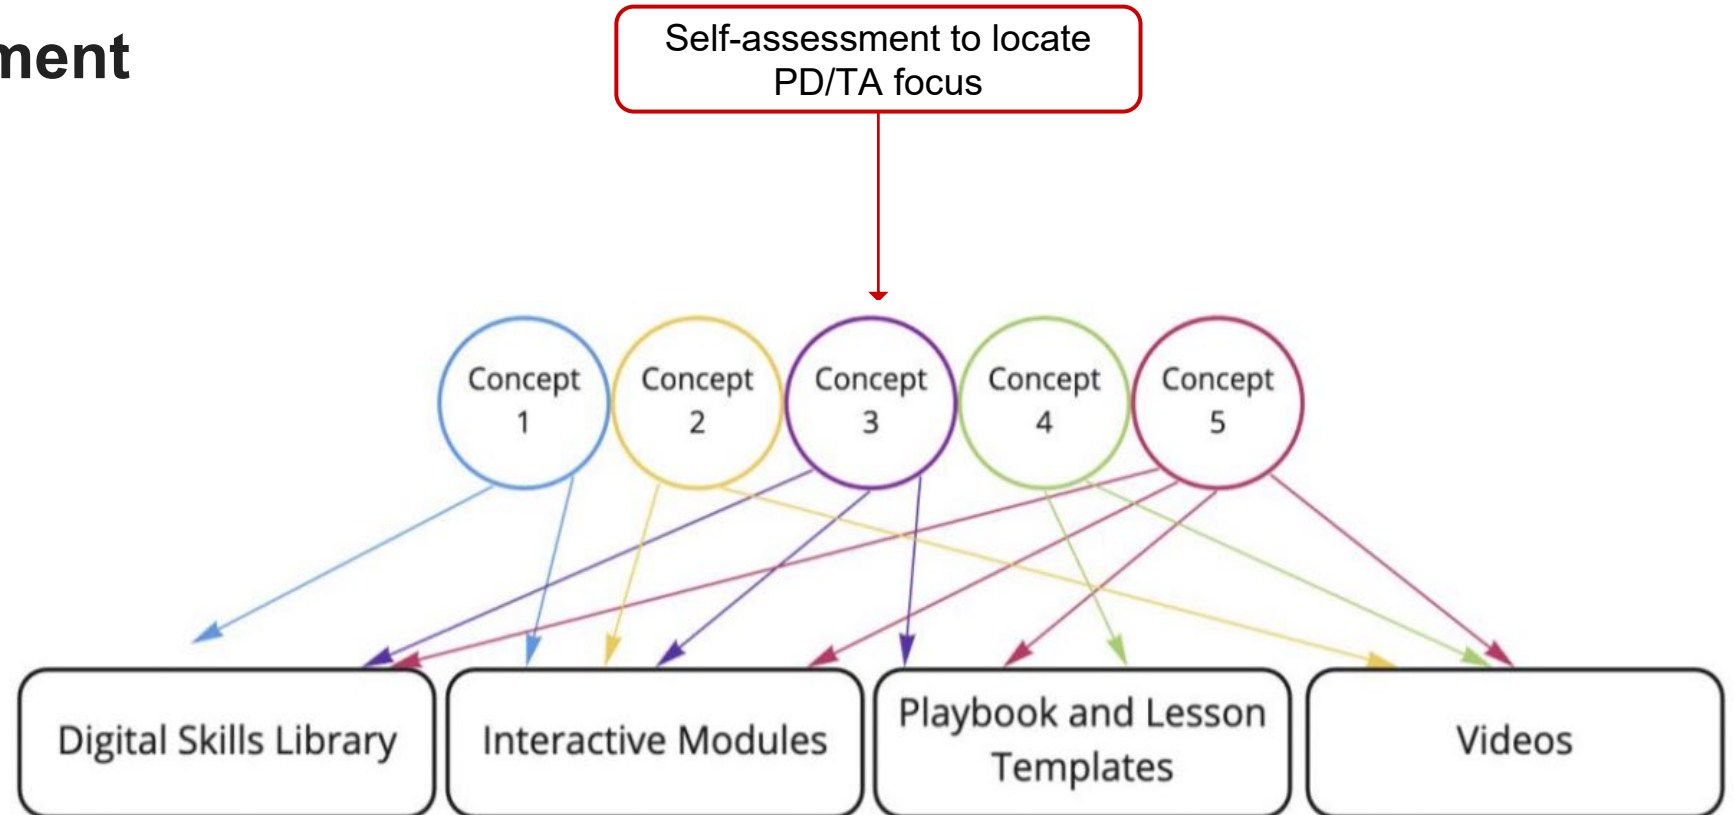 ment
Self-assessment to locate
PD/TA focus
Concept
1
Concept
2
Concept
3
Concept
4
Concept
5
Digital Skills Library
Interactive Modules
Playbook and Lesson
Templates
Videos